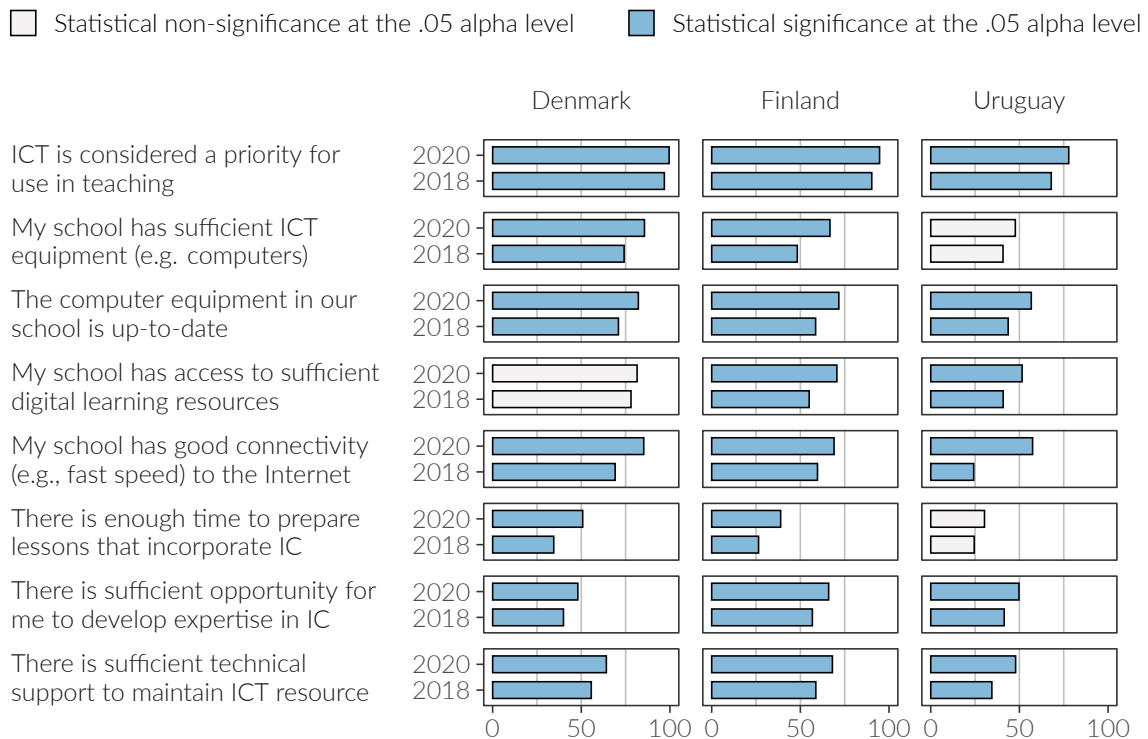 Statistical non-significance at the .05 alpha level
Statistical significance at the .05 alpha level
Denmark
Finland
Uruguay
ICT is considered a priority for
use in teaching
2020
2018
My school has sufficient ICT
equipment (e.g. computers)
2020
2018
The computer equipment in our
school is up-to-date
2020
2018
My school has access to sufficient
digital learning resources
2020
2018
My school has good connectivity
(e.g., fast speed) to the Internet
2020
2018
There is enough time to prepare
lessons that incorporate IC
2020
2018
There is sufficient opportunity for
me to develop expertise in IC
2020
2018
There is sufficient technical
support to maintain ICT resource
2020
2018
0 50 100
0 50 100
0 50 100